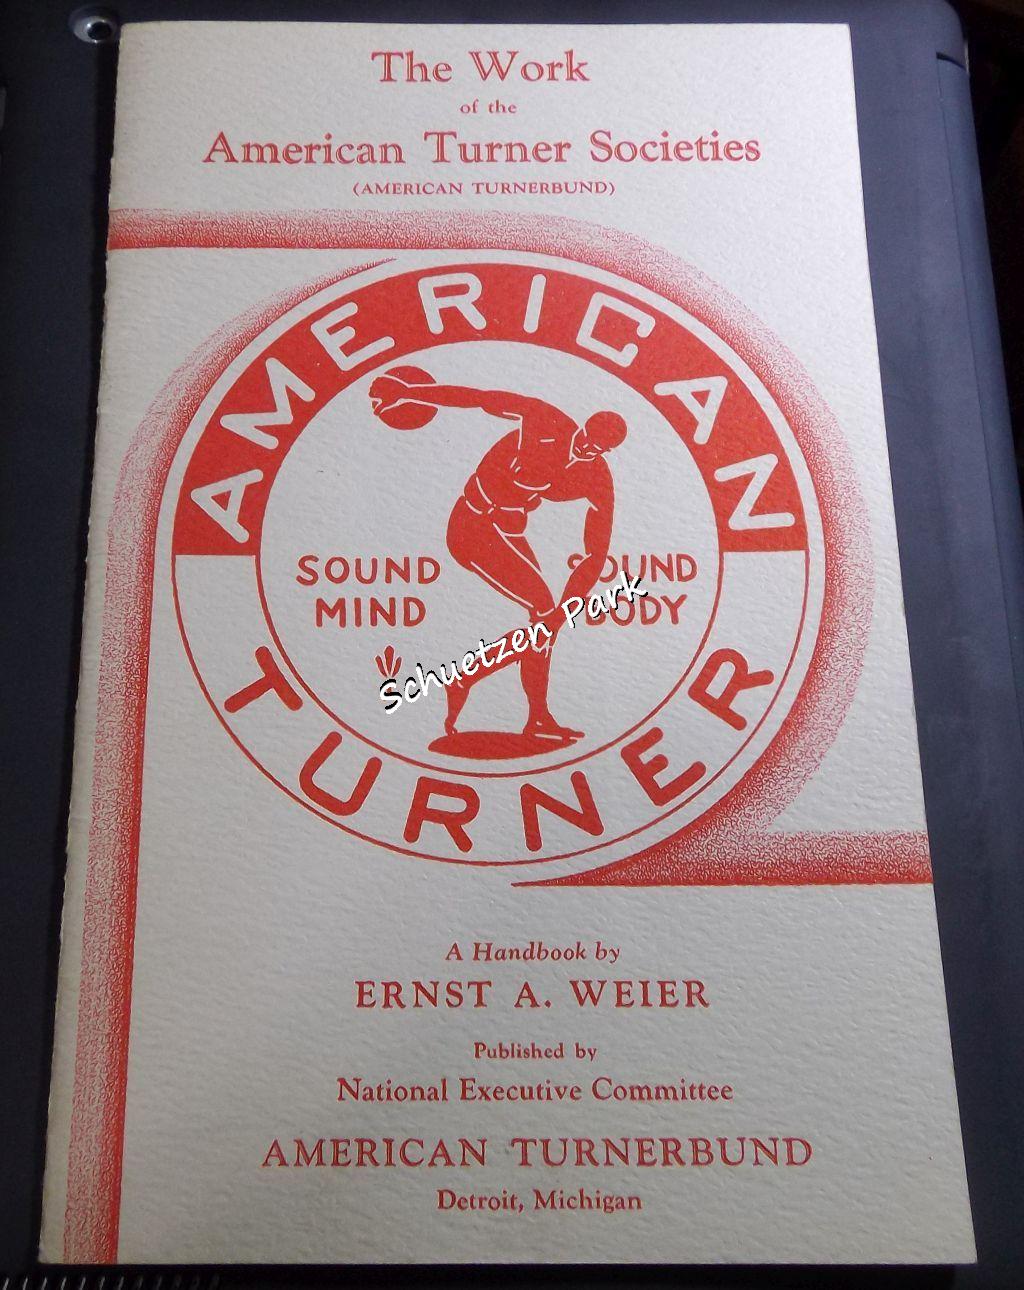 The Work
of the
American Turner Societies
(AMERICAN TURNERBUND)
AMERICAN
SOUND MIND
SOUND BODY
TURNER
Schuetzen Park
A Handbook by
ERNST A. WEIER
Published by
National Executive Committee
AMERICAN TURNERBUND
Detroit, Michigan